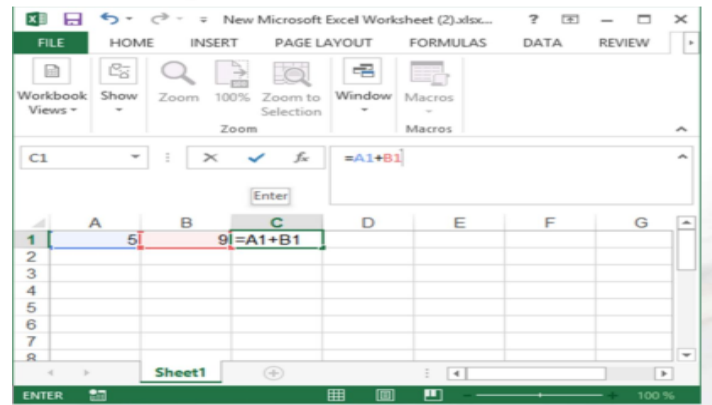 New Microsoft Excel Worksheet (2).xlsx... ?
FILE HOME INSERT PAGE LAYOUT FORMULAS DATA REVIEW
Workbook Views Show Zoom 100% Zoom to Selection Window Macros
Zoom Macros
C1 fx =A1+B1
Enter
A B C D E F G
1 5 9 =A1+B1
2
3
4
5
6
7
8
Sheet1
ENTER 100 %